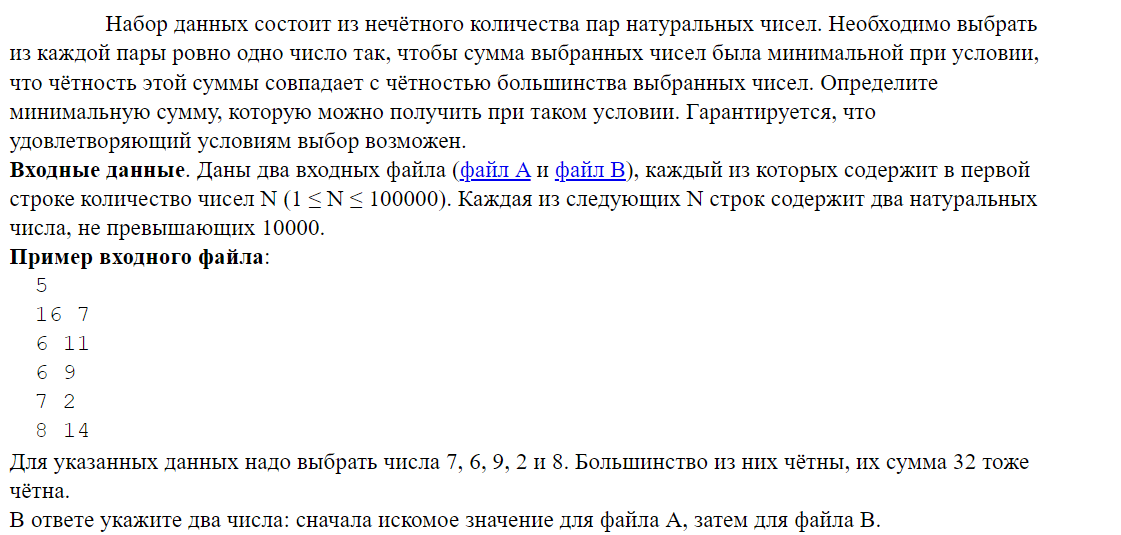 Набор данных состоит из нечётного количества пар натуральных чисел. Необходимо выбрать
из каждой пары ровно одно число так, чтобы сумма выбранных чисел была минимальной при условии,
что чётность этой суммы совпадает с чётностью большинства выбранных чисел. Определите
минимальную сумму, которую можно получить при таком условии. Гарантируется, что
удовлетворяющий условиям выбор возможен.
Входные данные. Даны два входных файла (файл A и файл B), каждый из которых содержит в первой
строке количество чисел N (1 ≤ N ≤ 100000). Каждая из следующих N строк содержит два натуральных
числа, не превышающих 10000.
Пример входного файла:
5
16 7
6 11
6 9
7 2
8 14
Для указанных данных надо выбрать числа 7, 6, 9, 2 и 8. Большинство из них чётны, их сумма 32 тоже
чётна.
В ответе укажите два числа: сначала искомое значение для файла А, затем для файла B.